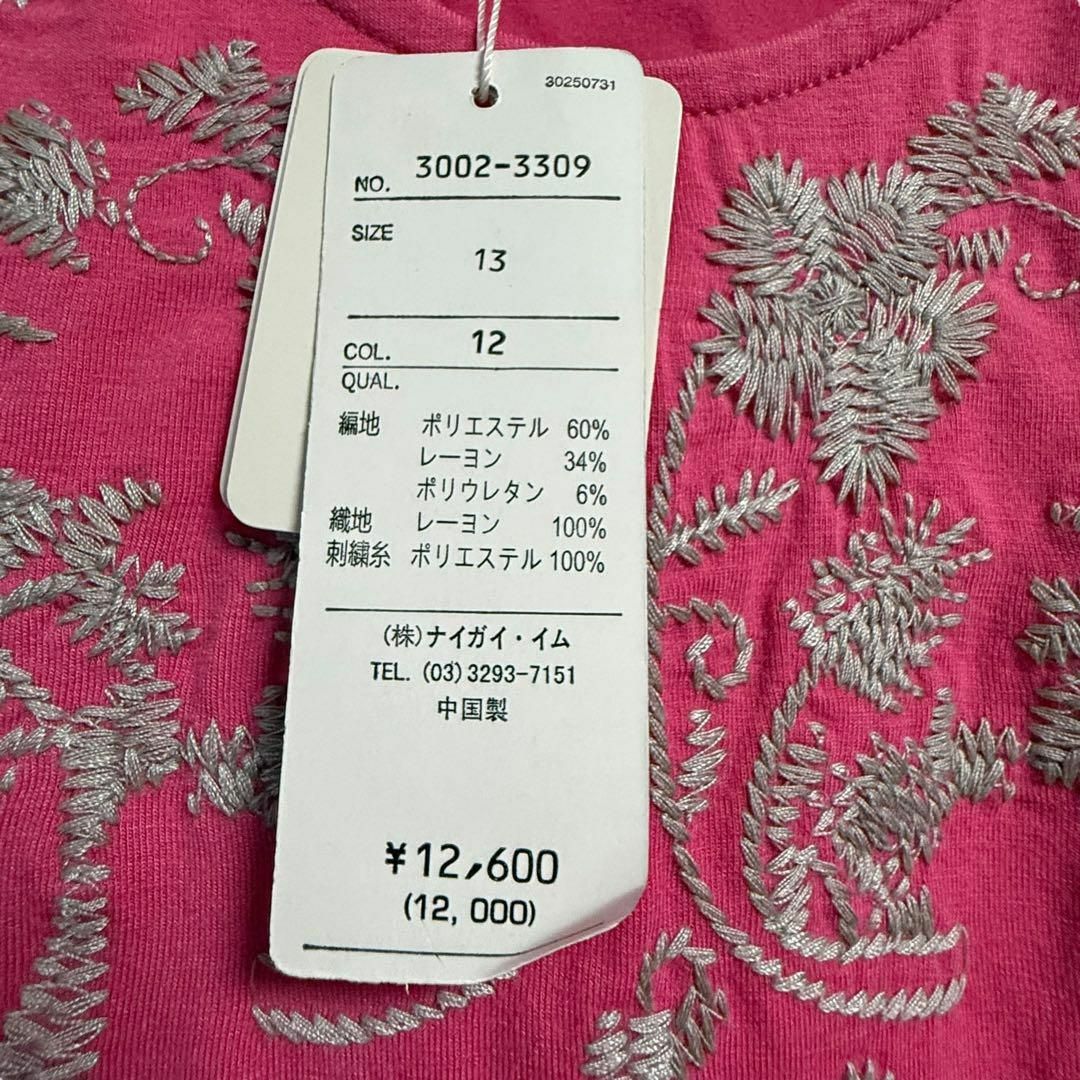 30250731
NO. 3002-3309
SIZE
13
COL. 12
QUAL.
編地 ポリエステル 60%
レーヨン 34%
ポリウレタン 6%
織地 レーヨン 100%
刺繍糸 ポリエステル 100%
(株)ナイガイ・イム
TEL. (03)3293-7151
中国製
¥12,600
(12,000)